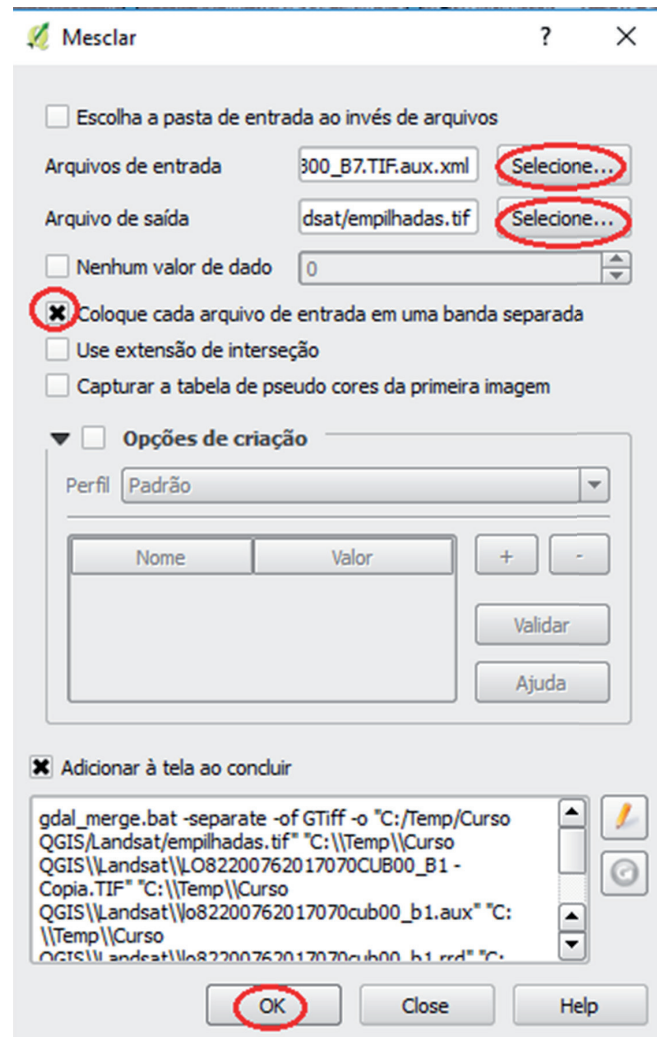 Mesclar ? X
Escolha a pasta de entrada ao invés de arquivos
Arquivos de entrada 300_B7.TIF.aux.xml Selecione...
Arquivo de saída dsat/empilhadas.tif Selecione...
Nenhum valor de dado 0
Coloque cada arquivo de entrada em uma banda separada
Use extensão de interseção
Capturar a tabela de pseudo cores da primeira imagem
Opções de criação
Perfil Padrão
Nome Valor + -
Validar
Ajuda
Adicionar à tela ao concluir
gdal_merge.bat -separate -of GTiff -o "C:/Temp/Curso
QGIS/Landsat/empilhadas.tif" "C:\\Temp\\Curso
QGIS\\Landsat\\LO82200762017070CUB00_B1 -
Copia.TIF" "C:\\Temp\\Curso
QGIS\\Landsat\\lo82200762017070cub00_b1.aux" "C:
\\Temp\\Curso
QGIS\\Landsat\\lo82200762017070cub00_b1.rrd" "C:
OK Close Help